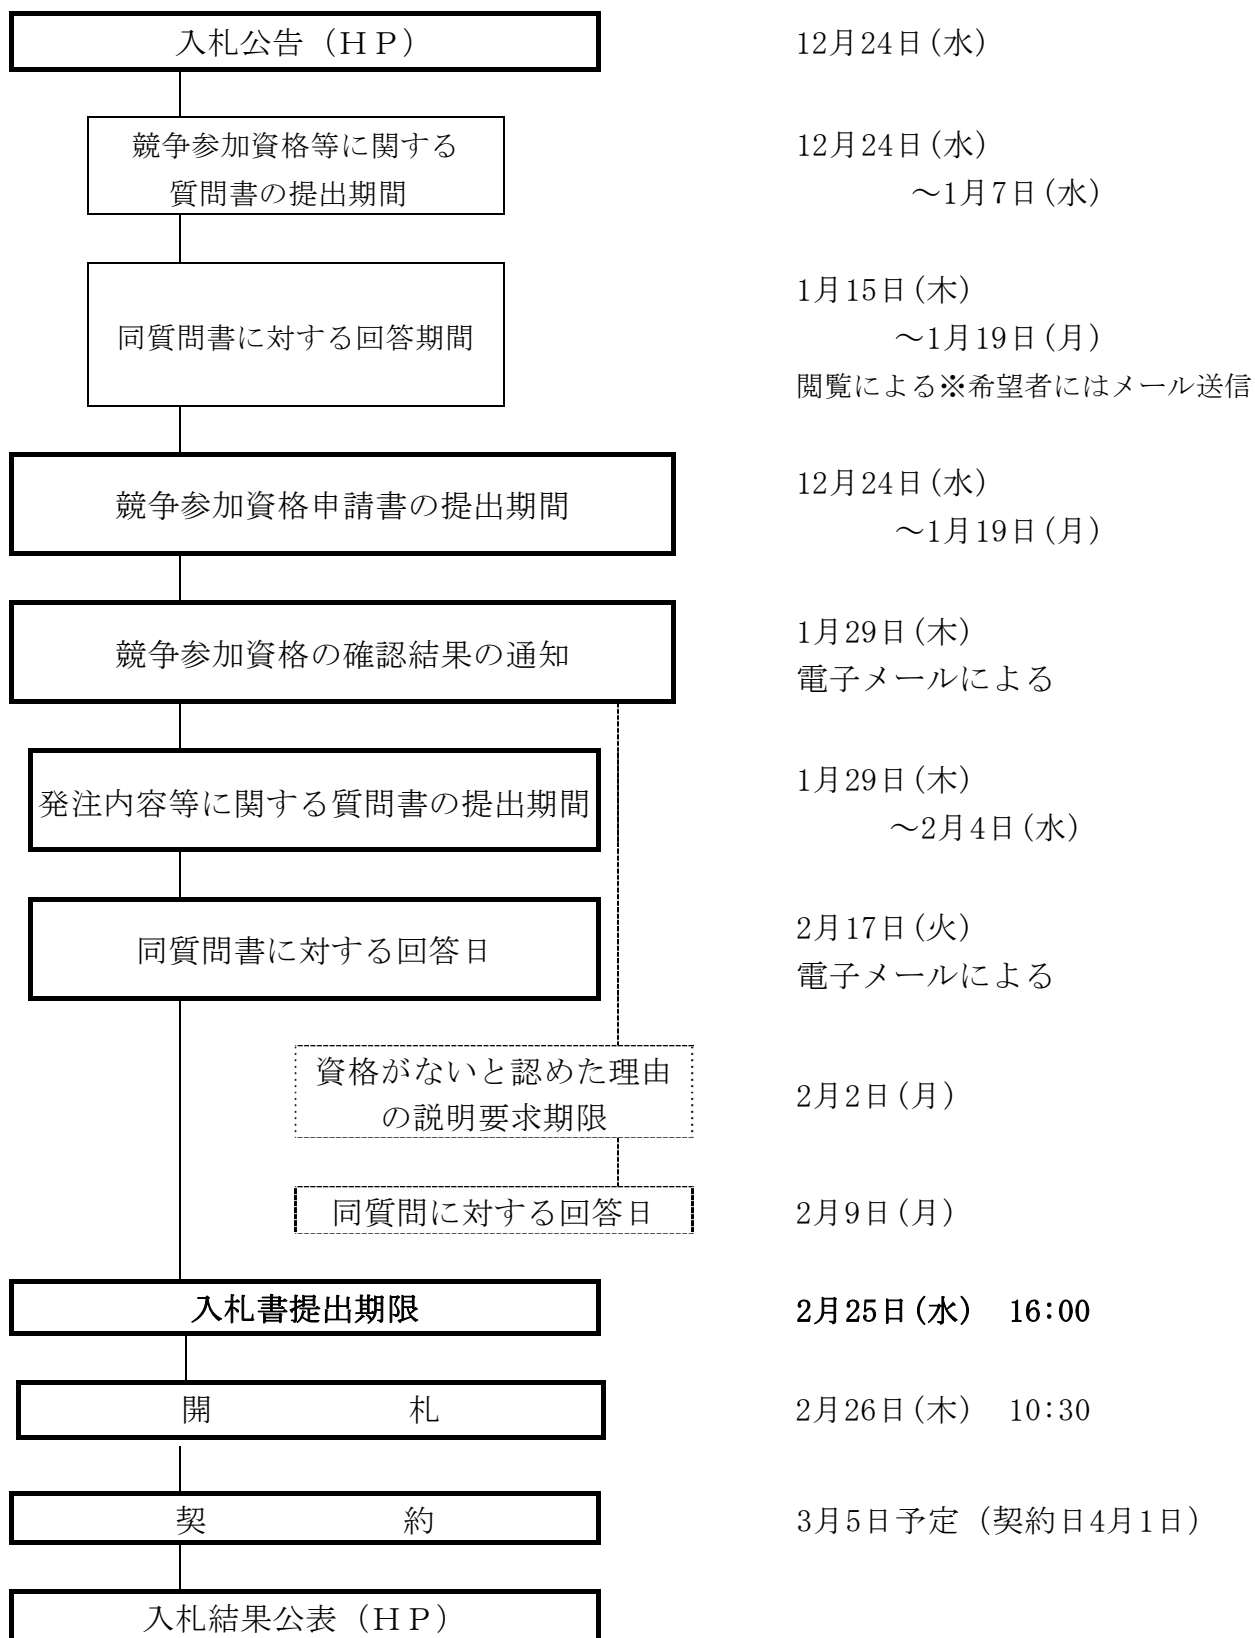 入札公告（ＨＰ）
12月24日(水)
競争参加資格等に関する
質問書の提出期間
12月24日(水)
～1月7日(水)
同質問書に対する回答期間
1月15日(木)
～1月19日(月)
閲覧による※希望者にはメール送信
競争参加資格申請書の提出期間
12月24日(水)
～1月19日(月)
競争参加資格の確認結果の通知
1月29日(木)
電子メールによる
発注内容等に関する質問書の提出期間
1月29日(木)
～2月4日(水)
同質問書に対する回答日
2月17日(火)
電子メールによる
資格がないと認めた理由
の説明要求期限
2月2日(月)
同質問に対する回答日
2月9日(月)
入札書提出期限
2月25日(水)　16:00
開　　　　　　札
2月26日(木)　10:30
契　　　　　　約
3月5日予定（契約日4月1日）
入札結果公表（ＨＰ）